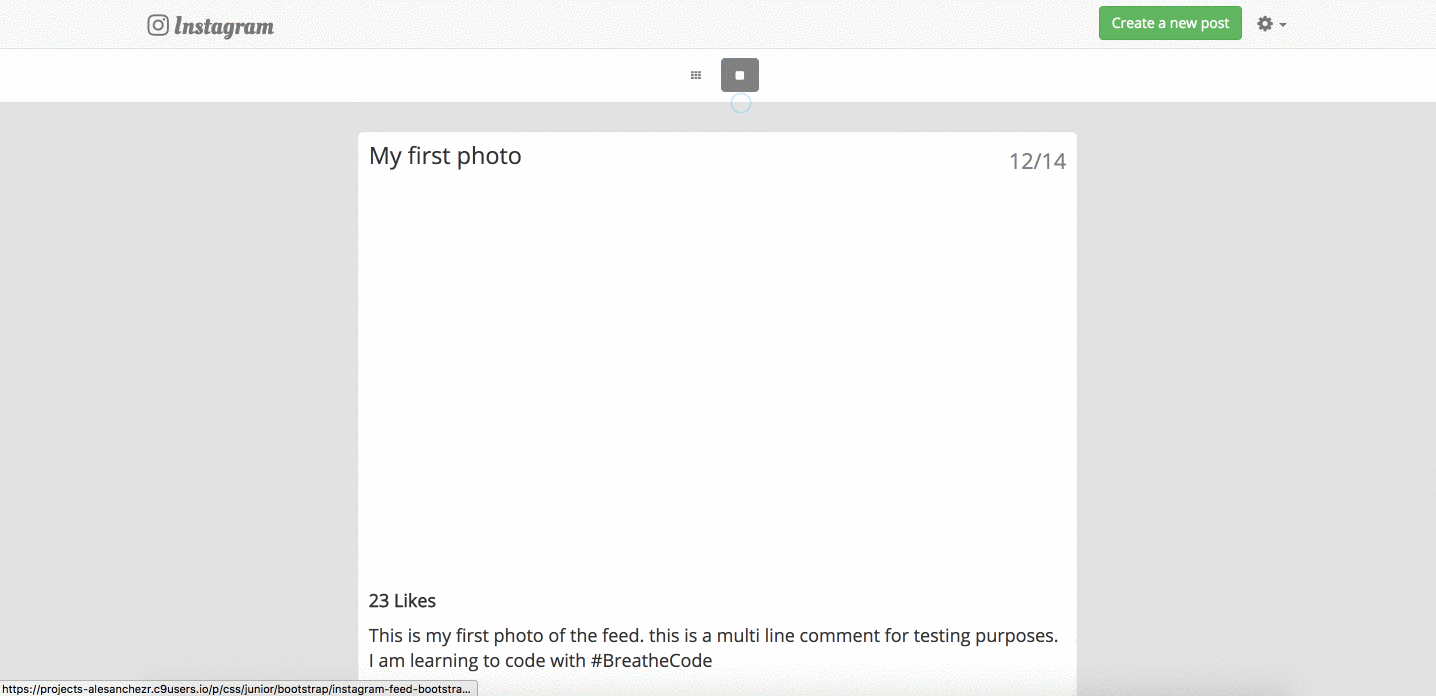 Instagram
Create a new post
My first photo
12/14
23 Likes
This is my first photo of the feed. this is a multi line comment for testing purposes.
I am learning to code with #BreatheCode
https://projects-alesanchezr.c9users.io/p/css/junior/bootstrap/instagram-feed-bootstra...